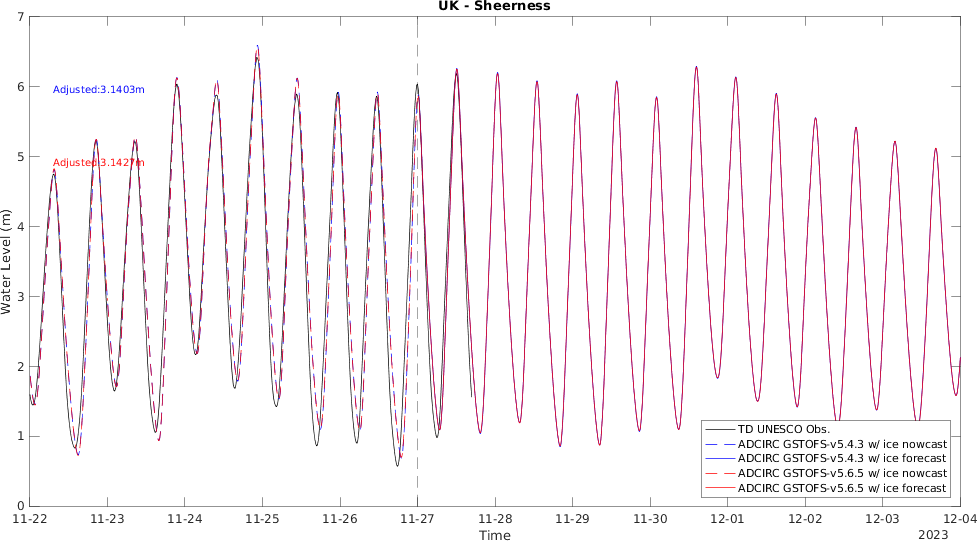 UK - Sheerness
7
6
5
4
3
2
1
0
Water Level (m)
Adjusted:3.1403m
Adjusted:3.1427m
TD UNESCO Obs.
ADCIRC GSTOFS-v5.4.3 w/ ice nowcast
ADCIRC GSTOFS-v5.4.3 w/ ice forecast
ADCIRC GSTOFS-v5.6.5 w/ ice nowcast
ADCIRC GSTOFS-v5.6.5 w/ ice forecast
11-22 11-23 11-24 11-25 11-26 11-27 11-28 11-29 11-30 12-01 12-02 12-03 12-04
Time
2023